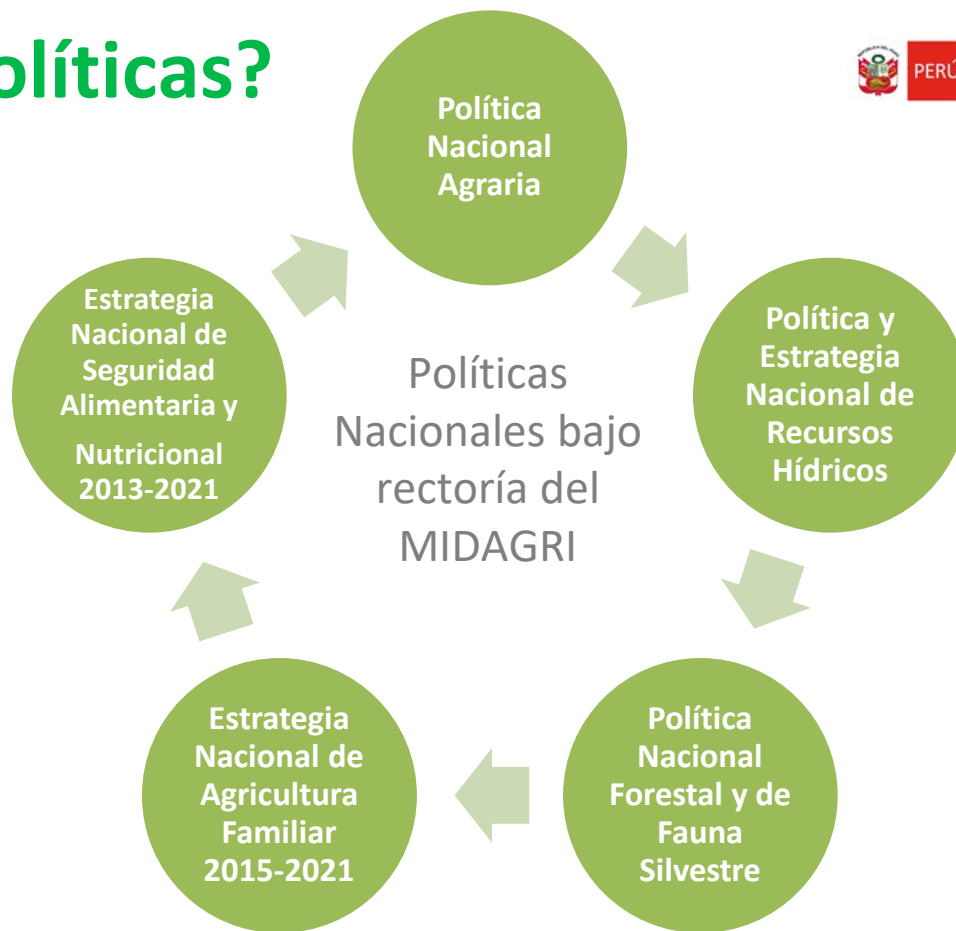 olíticas?
PERÚ
Política
Nacional
Agraria
Política y
Estrategia
Nacional de
Recursos
Hídricos
Política
Nacional
Forestal y de
Fauna
Silvestre
Estrategia
Nacional de
Agricultura
Familiar
2015-2021
Estrategia
Nacional de
Seguridad
Alimentaria y
Nutricional
2013-2021
Políticas
Nacionales bajo
rectoría del
MIDAGRI